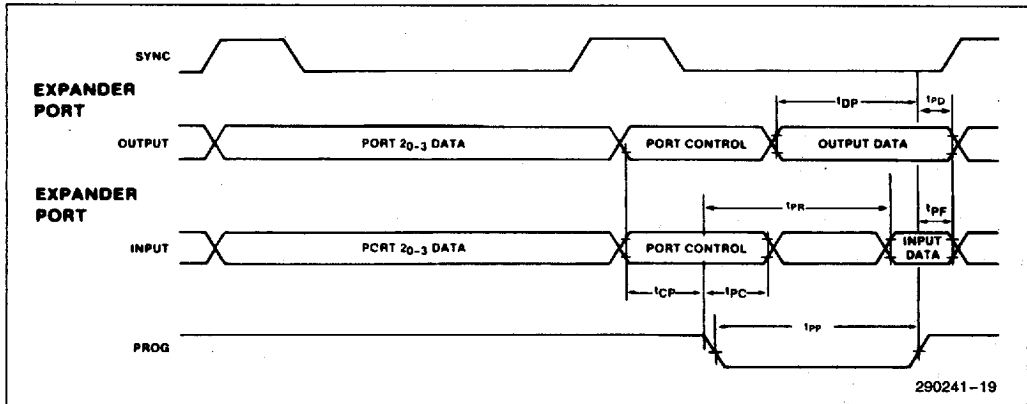 SYNC
EXPANDER
PORT
tDP
tPD
OUTPUT
PORT 20-3 DATA
PORT CONTROL
OUTPUT DATA
EXPANDER
PORT
tPR
tPF
INPUT
PCRT 20-3 DATA
PORT CONTROL
INPUT
DATA
tCP
tPC
tPP
PROG
290241-19